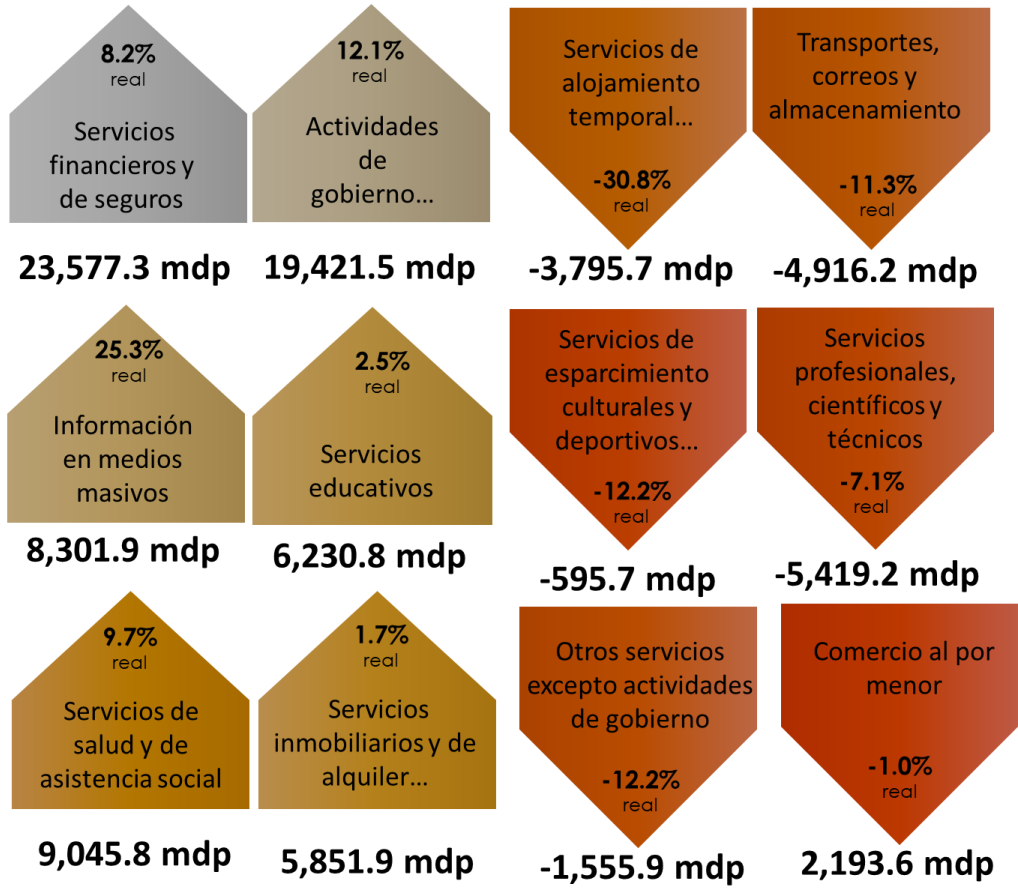 8.2%
real
Servicios
financieros y
de seguros
23,577.3 mdp
12.1%
real
Actividades
de
gobierno...
19,421.5 mdp
Servicios de
alojamiento
temporal...
-30.8%
real
-3,795.7 mdp
Transportes,
correos y
almacenamiento
-11.3%
real
-4,916.2 mdp
25.3%
real
Información
en medios
masivos
8,301.9 mdp
2.5%
real
Servicios
educativos
6,230.8 mdp
Servicios de
esparcimiento
culturales y
deportivos...
-12.2%
real
-595.7 mdp
Servicios
profesionales,
científicos y
técnicos
-7.1%
real
-5,419.2 mdp
9.7%
real
Servicios de
salud y de
asistencia social
9,045.8 mdp
1.7%
real
Servicios
inmobiliarios y de
alquiler...
5,851.9 mdp
Otros servicios
excepto actividades
de gobierno
-12.2%
real
-1,555.9 mdp
Comercio al por
menor
-1.0%
real
2,193.6 mdp